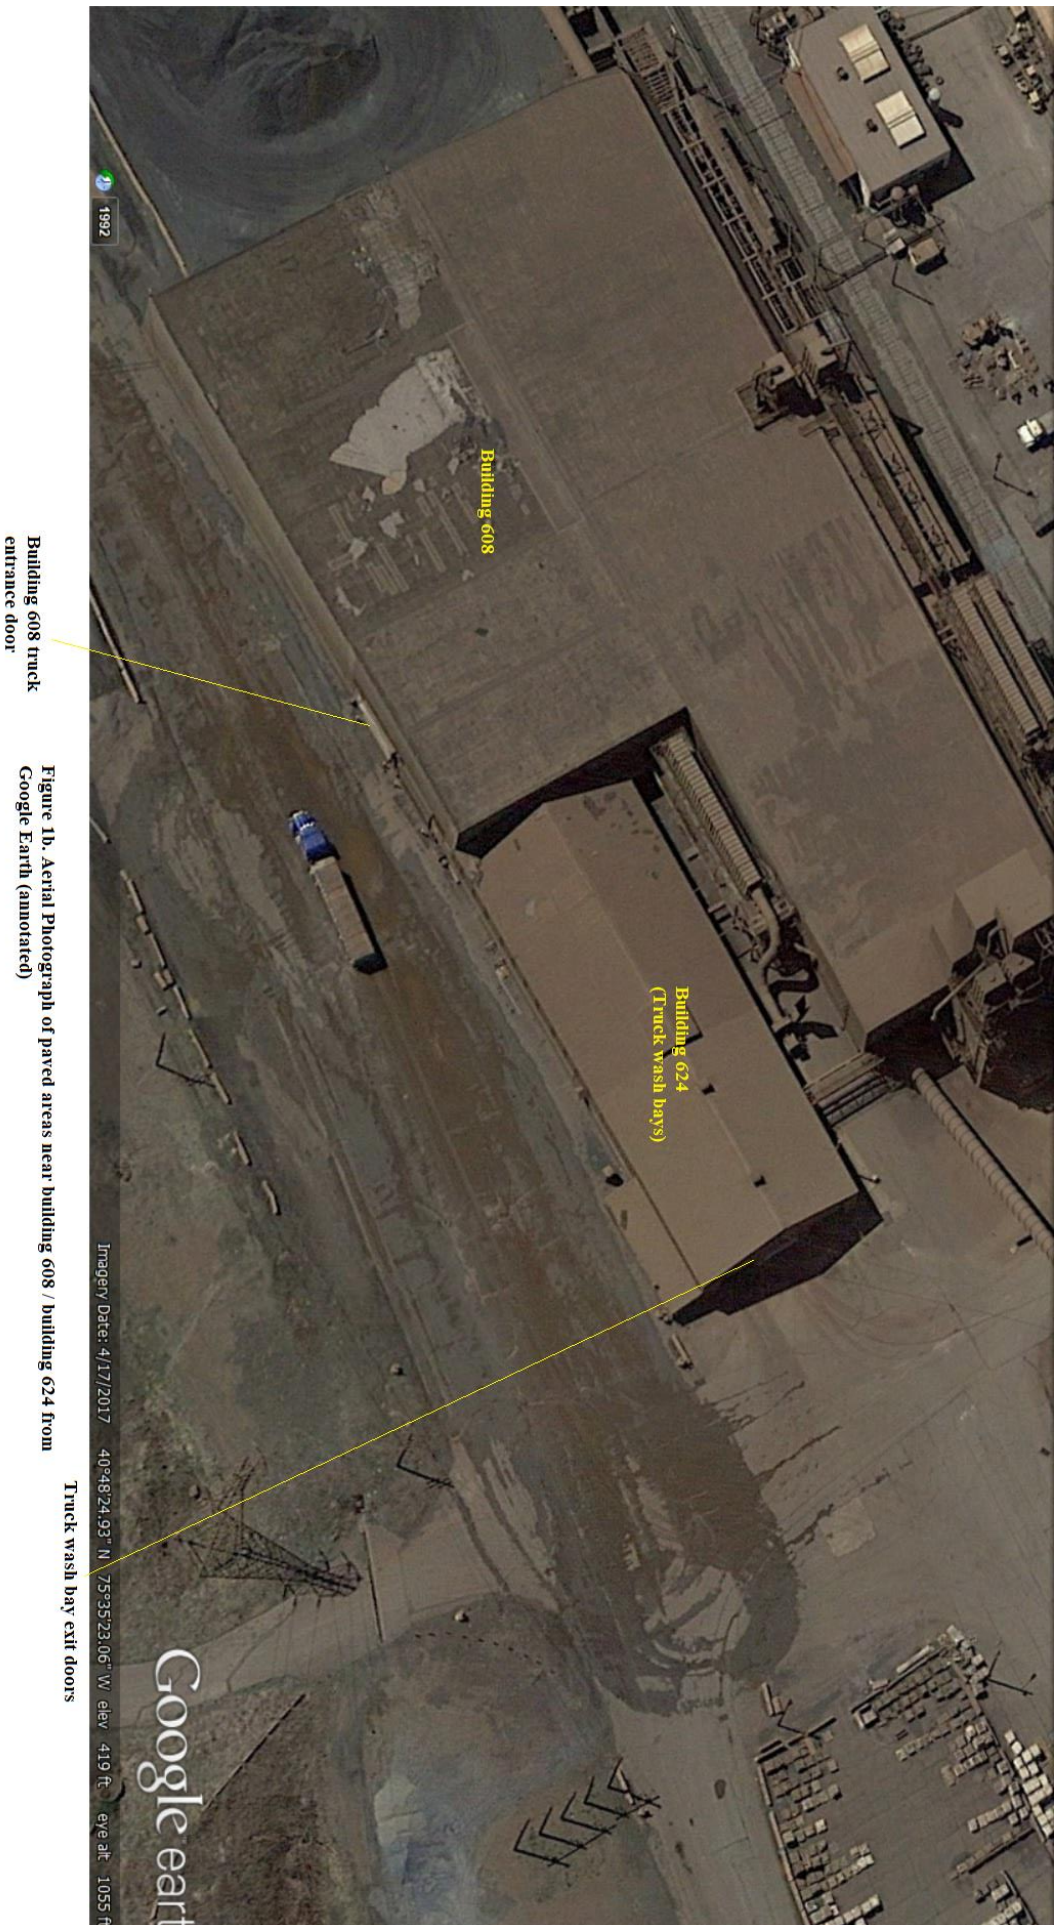 Building 608
Building 624
(Truck wash bays)
1992
Imagery Date: 4/17/2017 40°48'24.93" N 75°35'23.06" W elev 419 ft eye alt 1055 ft
Google eart
Building 608 truck
entrance door
Truck wash bay exit doors
Figure 1b. Aerial Photograph of paved areas near building 608 / building 624 from
Google Earth (annotated)